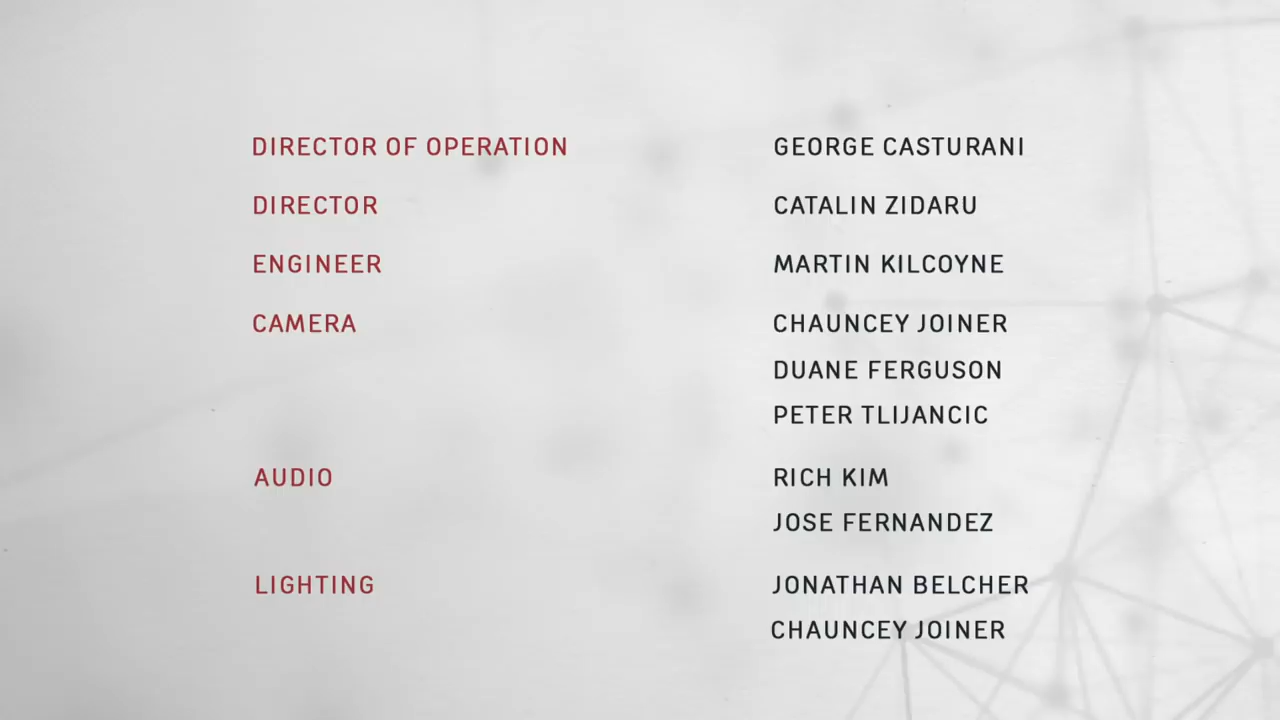 DIRECTOR OF OPERATION GEORGE CASTURANI
DIRECTOR CATALIN ZIDARU
ENGINEER MARTIN KILCOYNE
CAMERA CHAUNCEY JOINER
DUANE FERGUSON
PETER TLIJANCIC
AUDIO RICH KIM
JOSE FERNANDEZ
LIGHTING JONATHAN BELCHER
CHAUNCEY JOINER